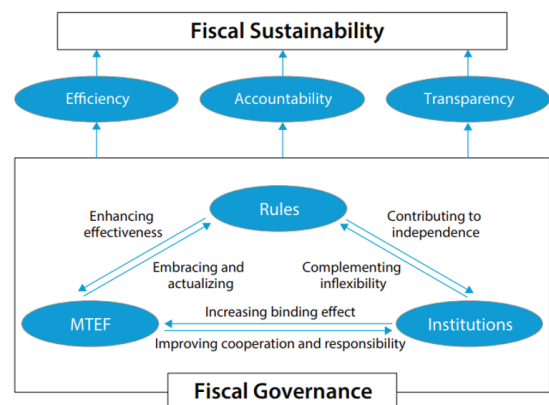 Fiscal Sustainability
Efficiency
Accountability
Transparency
Rules
Enhancing
effectiveness
Contributing to
independence
Embracing and
actualizing
Complementing
inflexibility
MTEF
Increasing binding effect
Institutions
Improving cooperation and responsibility
Fiscal Governance